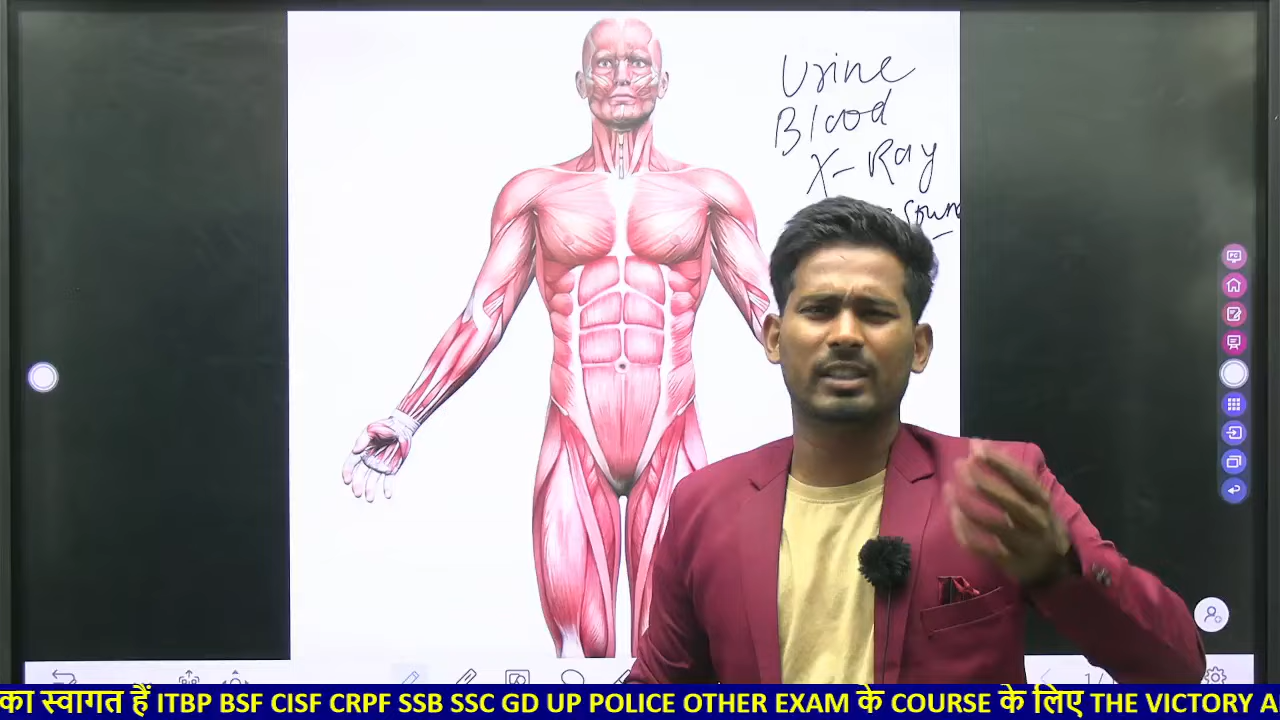 Urine
Blood
X-Ray
का स्वागत हैं ITBP BSF CISF CRPF SSB SSC GD UP POLICE OTHER EXAM के COURSE के लिए THE VICTORY A